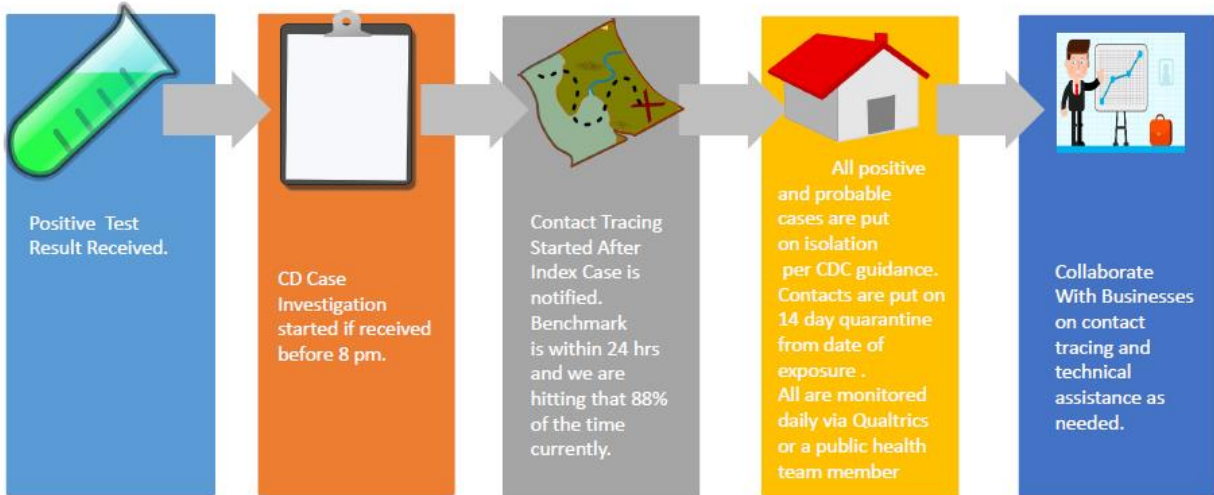 Positive Test
Result Received.
CD Case
Investigation
started if received
before 8 pm.
Contact Tracing
Started After
Index Case is
notified.
Benchmark
is within 24 hrs
and we are
hitting that 88%
of the time
currently.
All positive
and probable
cases are put
on isolation
per CDC guidance.
Contacts are put on
14 day quarantine
from date of
exposure .
All are monitored
daily via Qualtrics
or a public health
team member
Collaborate
With Businesses
on contact
tracing and
technical
assistance as
needed.